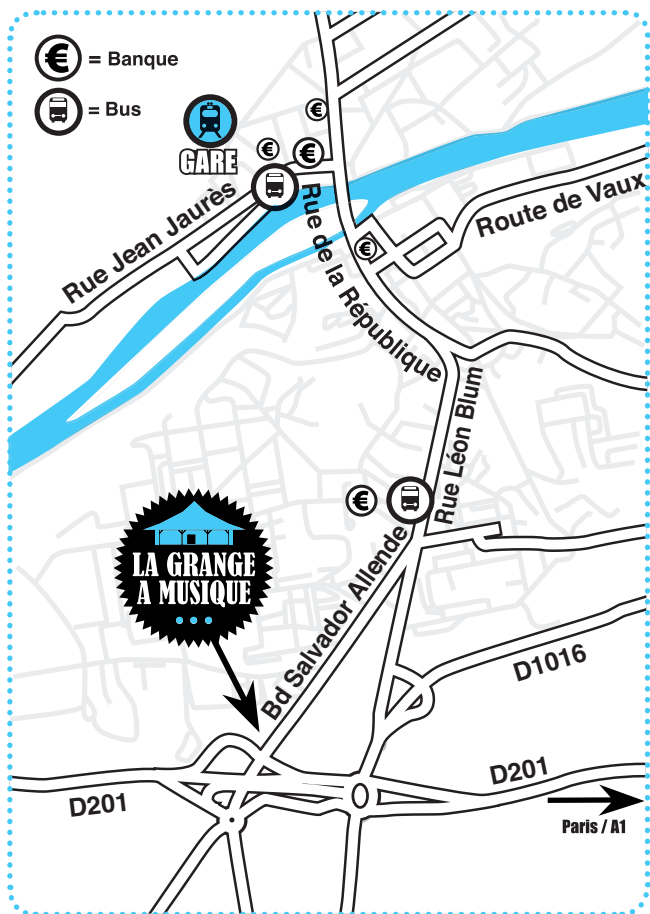 € = Banque
= Bus
€
€
€
GARE
Rue Jean Jaurès
Rue de la République
€
Route de Vaux
Rue Léon Blum
€
LA GRANGE
A MUSIQUE
Bd Salvador Allende
D1016
D201
D201
Paris / A1